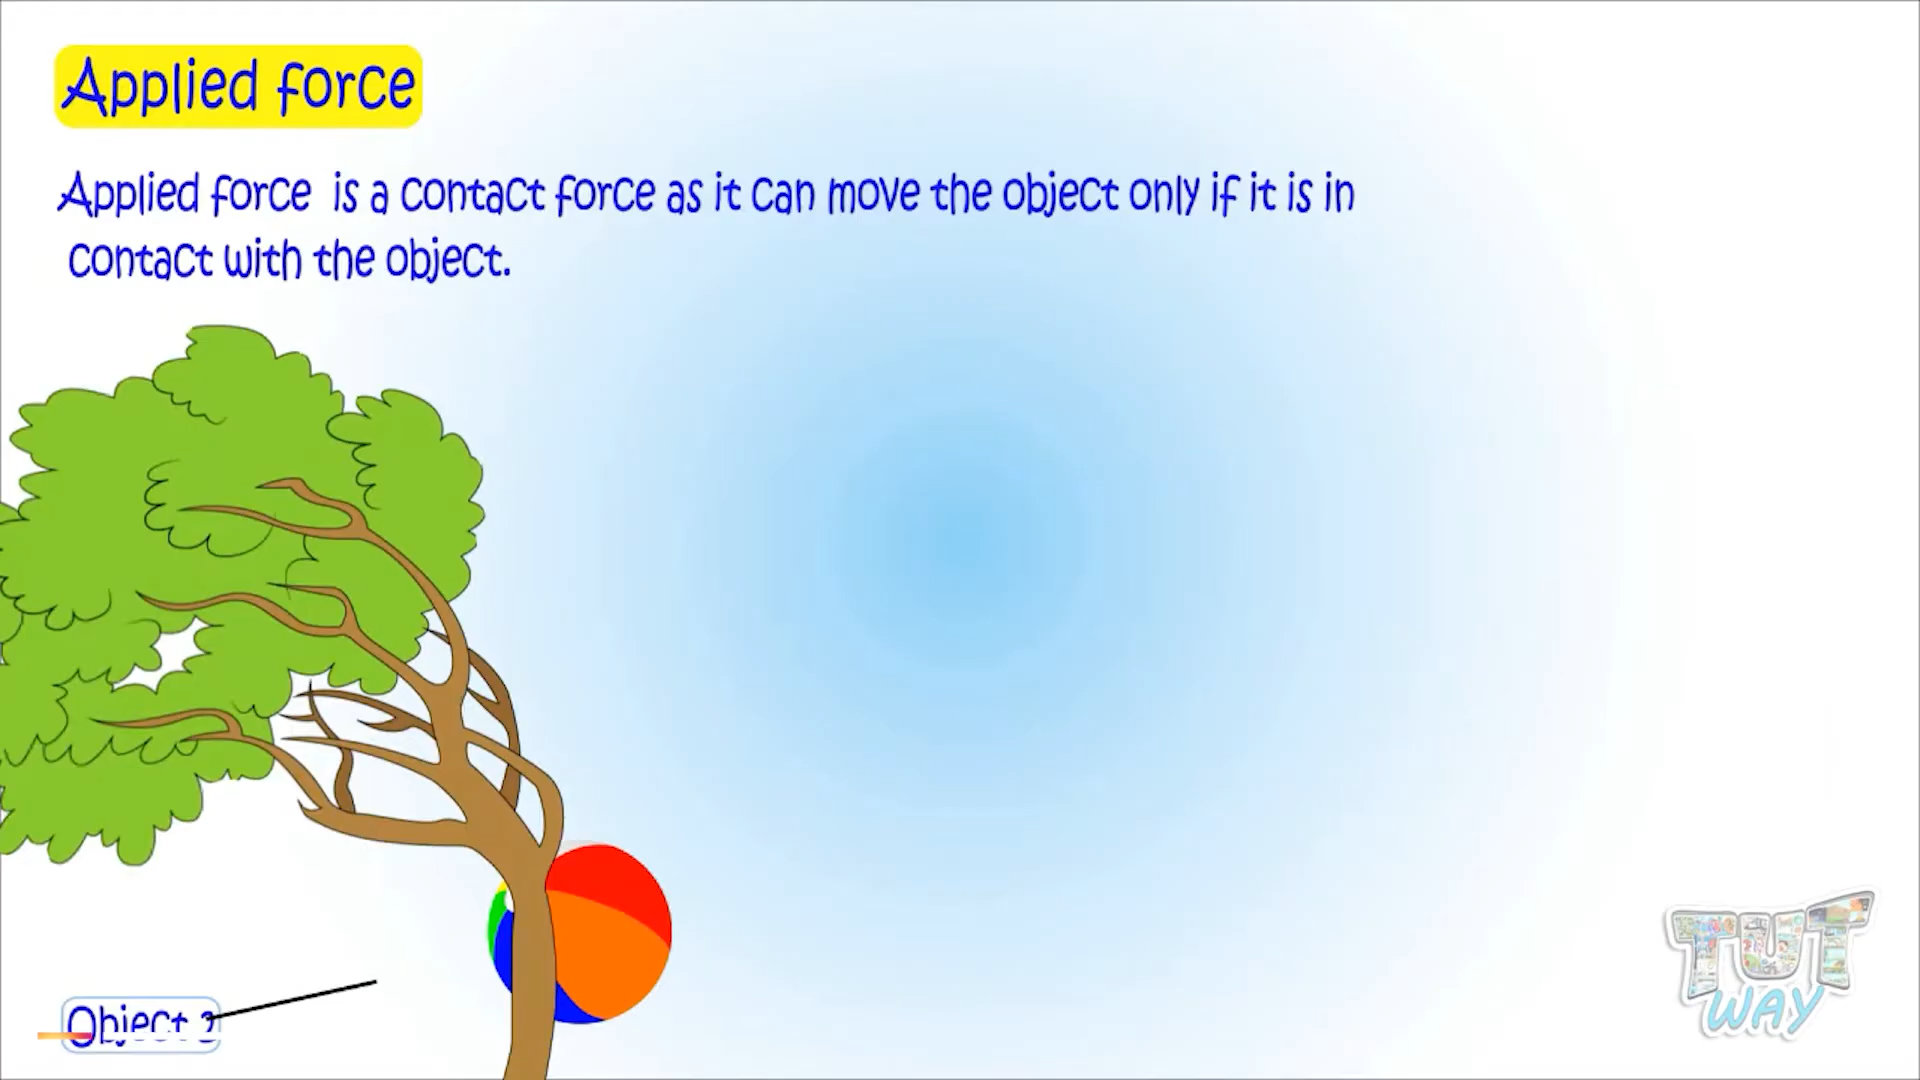 Applied force
Applied force is a contact force as it can move the object only if it is in
contact with the object.
Object
TUT
WAY